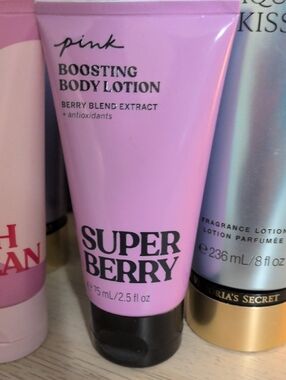 pink
BOOSTING
BODY LOTION
BERRY BLEND EXTRACT
+ antioxidants
SUPER
BERRY
75 mL/2.5 fl oz
KISS
FRAGRANCE LOTION
LOTION PARFUMÉE
℮ 236 mL/8 fl oz
SECRET